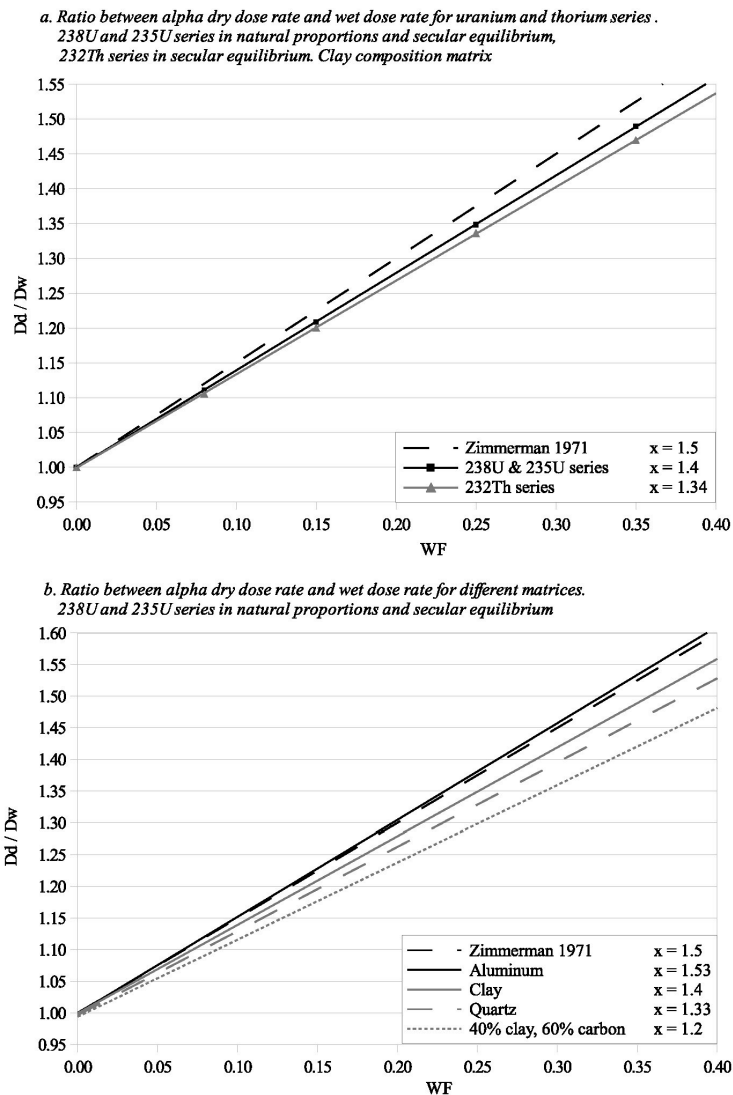 a. Ratio between alpha dry dose rate and wet dose rate for uranium and thorium series .
238U and 235U series in natural proportions and secular equilibrium,
232Th series in secular equilibrium. Clay composition matrix
1.55
1.50
1.45
1.40
1.35
1.30
1.25
1.20
1.15
1.10
1.05
1.00
0.95
Dd / Dw
Zimmerman 1971 x = 1.5
238U & 235U series x = 1.4
232Th series x = 1.34
0.00 0.05 0.10 0.15 0.20 0.25 0.30 0.35 0.40
WF
b. Ratio between alpha dry dose rate and wet dose rate for different matrices.
238U and 235U series in natural proportions and secular equilibrium
1.60
1.55
1.50
1.45
1.40
1.35
1.30
1.25
1.20
1.15
1.10
1.05
1.00
0.95
Dd / Dw
Zimmerman 1971 x = 1.5
Aluminum x = 1.53
Clay x = 1.4
Quartz x = 1.33
40% clay, 60% carbon x = 1.2
0.00 0.05 0.10 0.15 0.20 0.25 0.30 0.35 0.40
WF